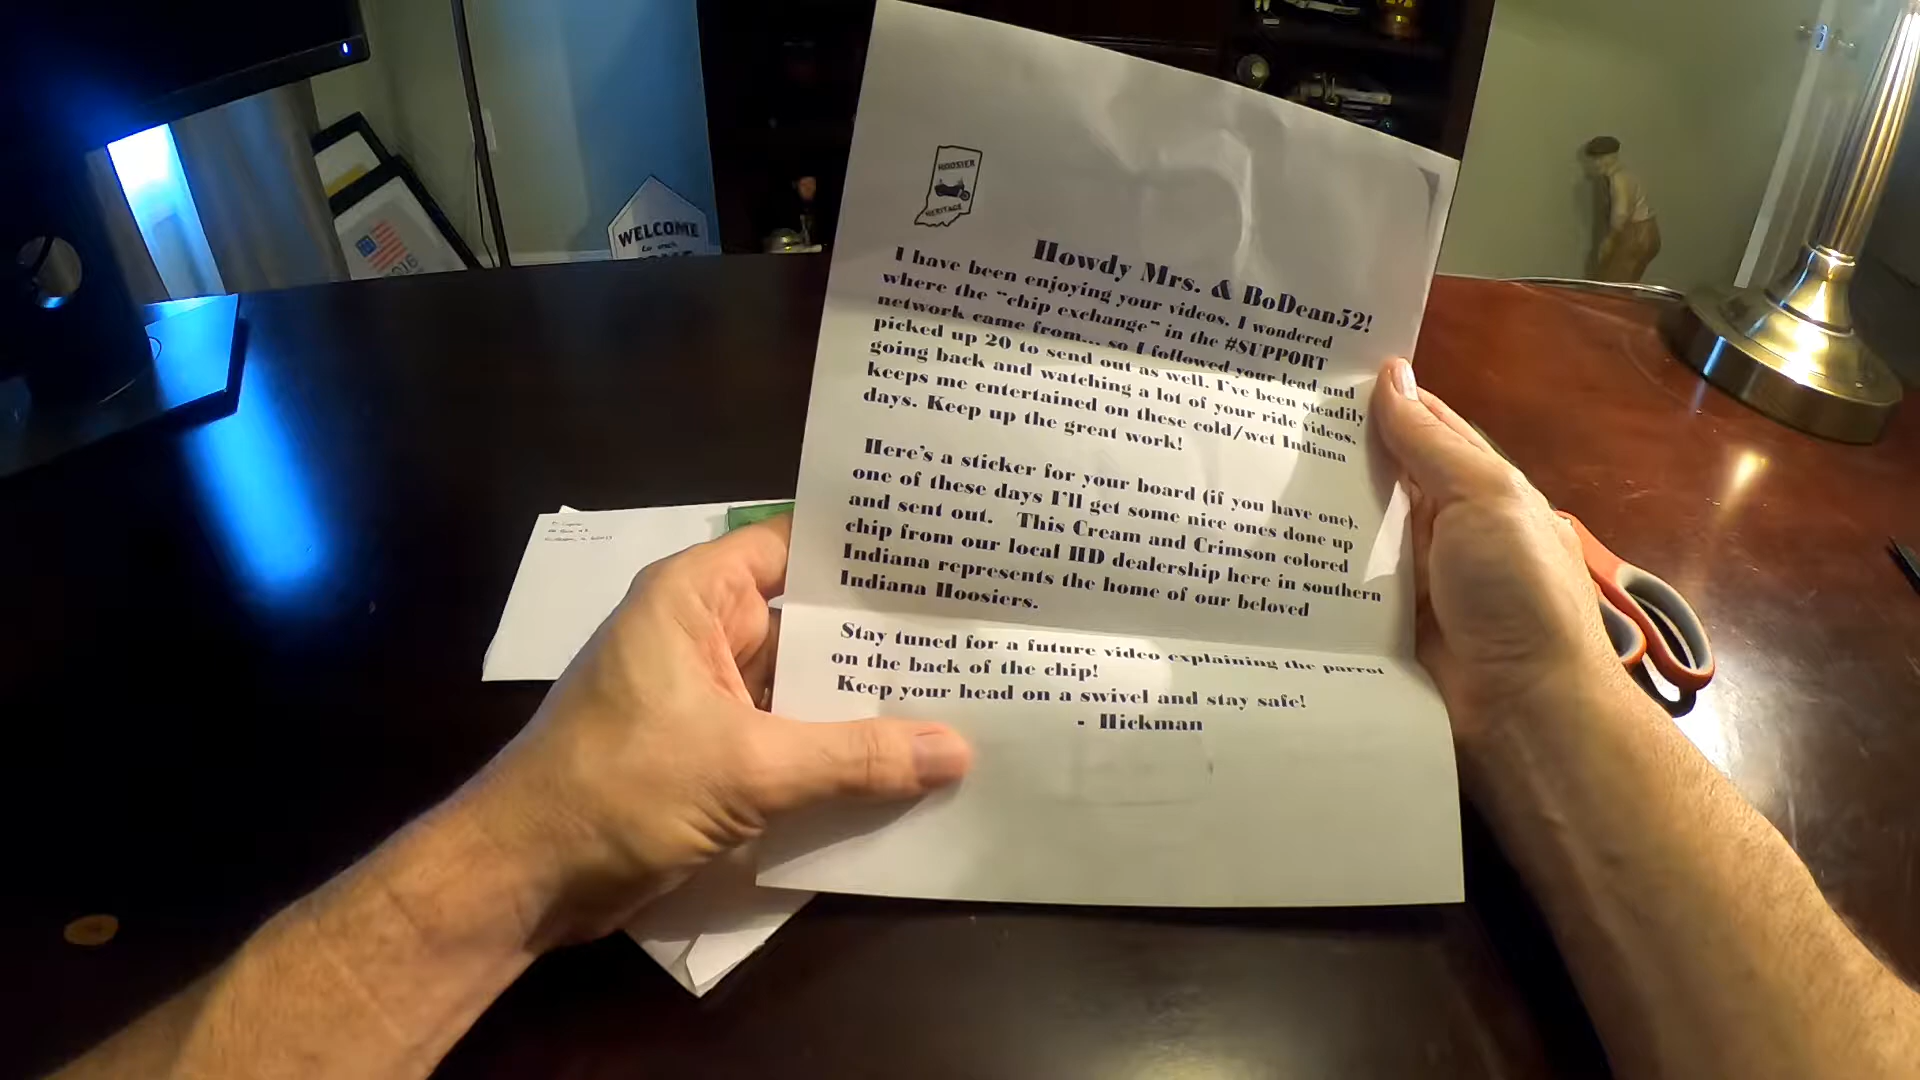 HOOSIER
HERITAGE
Howdy Mrs. & BoDean52!
I have been enjoying your videos. I wondered
where the "chip exchange" in the #SUPPORT
network came from... so I followed your lead and
picked up 20 to send out as well. I've been steadily
going back and watching a lot of your ride videos,
keeps me entertained on these cold/wet Indiana
days. Keep up the great work!
Here's a sticker for your board (if you have one),
one of these days I'll get some nice ones done up
and sent out. This Cream and Crimson colored
chip from our local HD dealership here in southern
Indiana represents the home of our beloved
Indiana Hoosiers.
Stay tuned for a future video explaining the parrot
on the back of the chip!
Keep your head on a swivel and stay safe!
- Hickman
WELCOME
to our
HOME
2016